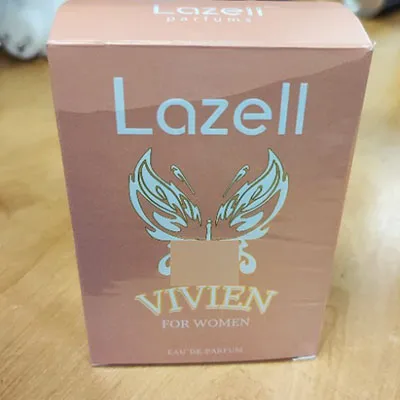 Lazell
parfums
Lazell
VIVIEN
FOR WOMEN
EAU DE PARFUM